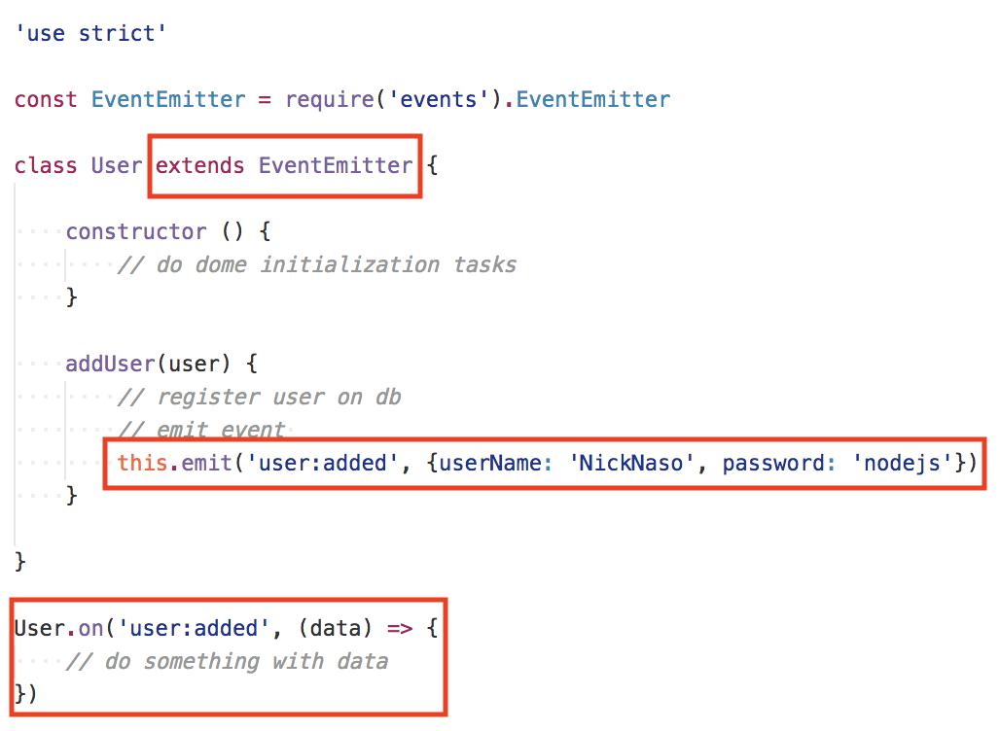 'use strict'
const EventEmitter = require('events').EventEmitter
class User extends EventEmitter {
constructor () {
// do dome initialization tasks
}
addUser(user) {
// register user on db
// emit event
this.emit('user:added', {userName: 'NickNaso', password: 'nodejs'})
}
}
User.on('user:added', (data) => {
// do something with data
})